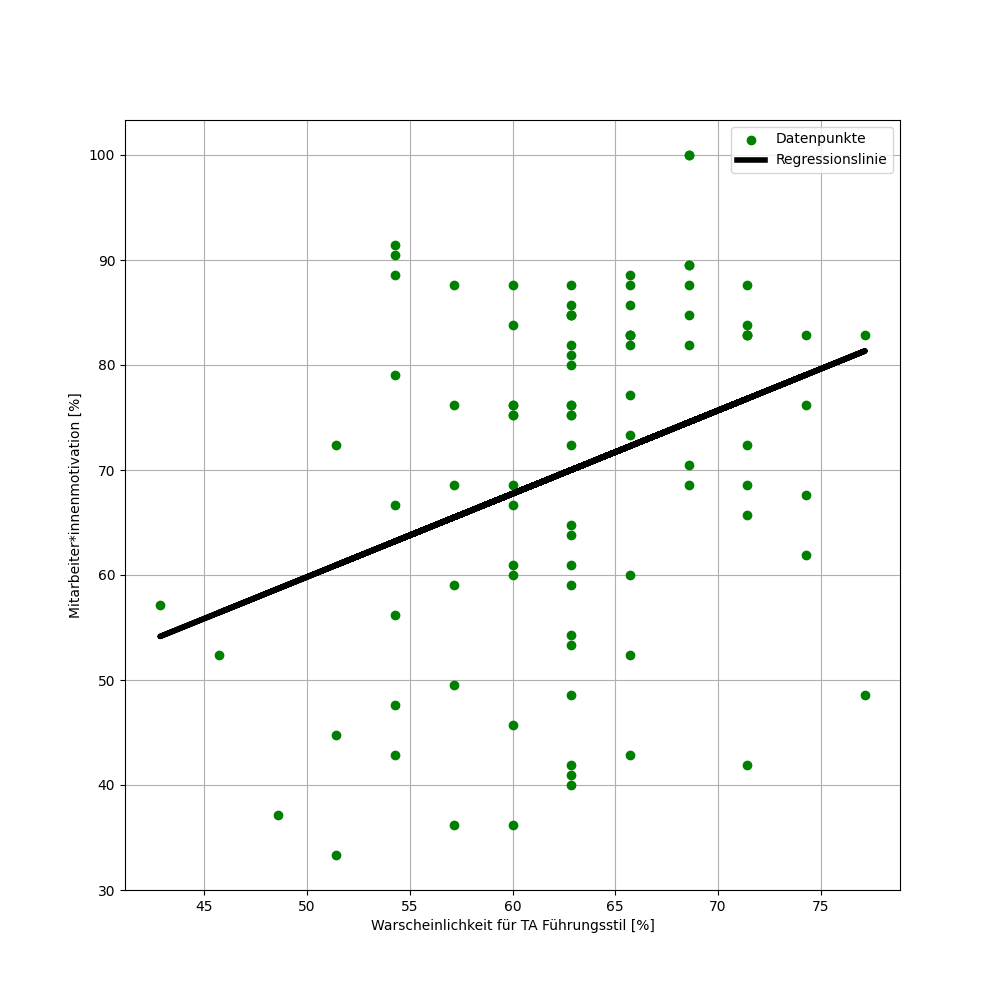 Datenpunkte
Regressionslinie
100
90
80
70
60
50
40
30
Mitarbeiter*innenmotivation [%]
45 50 55 60 65 70 75
Warscheinlichkeit für TA Führungsstil [%]